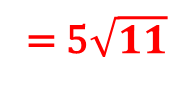 = 5√11